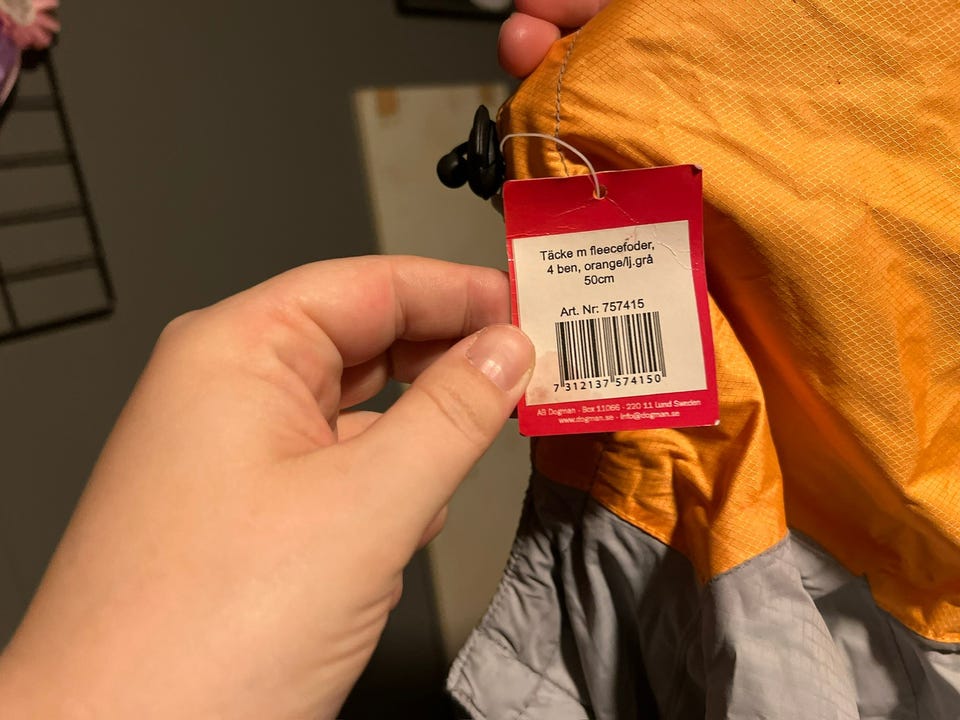 Täcke m fleecefoder,
4 ben, orange/lj.grå
50cm
Art. Nr: 757415
7 312137 574150
AB Dogman - Box 11066 - 220 11 Lund Sweden
www.dogman.se - info@dogman.se